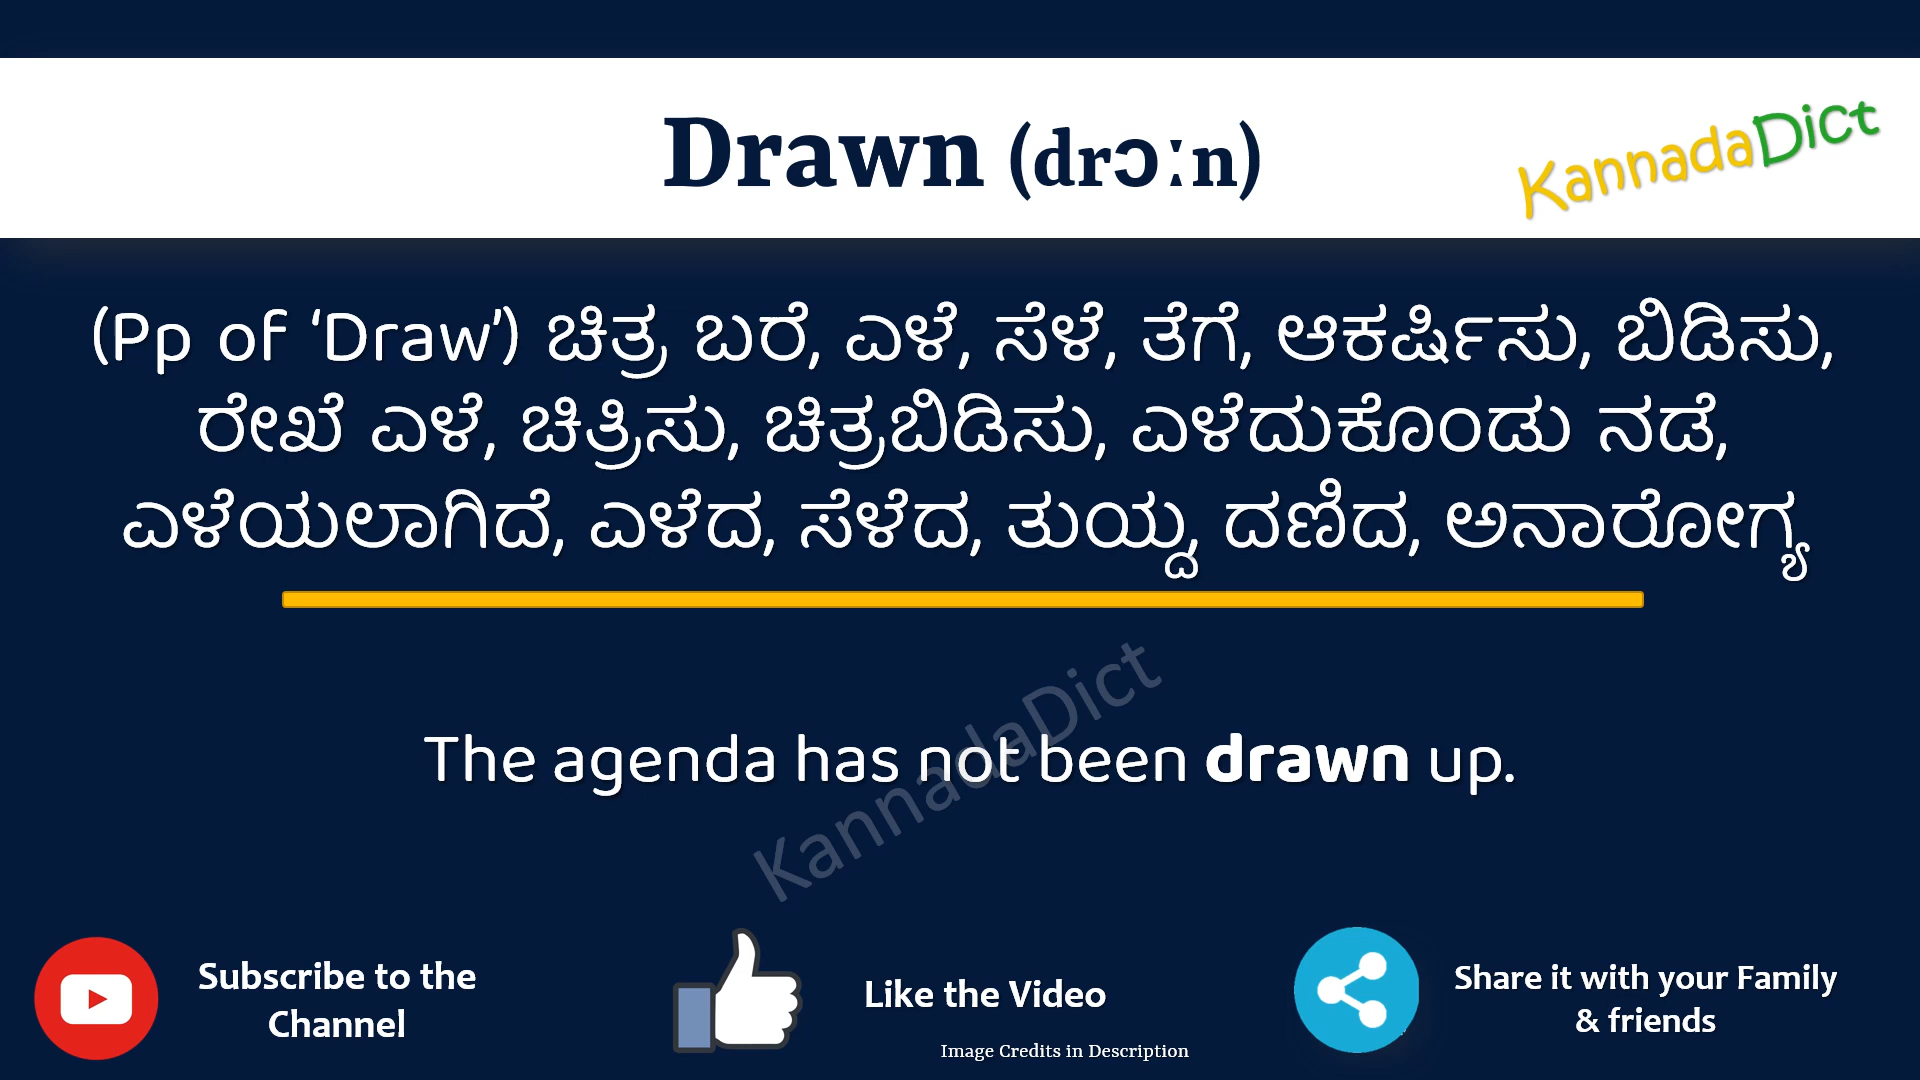 Drawn (drɔːn)
KannadaDict
(Pp of ‘Draw’) ಚಿತ್ರ ಬರೆ, ಎಳೆ, ಸೆಳೆ, ತೆಗೆ, ಆಕರ್ಷಿಸು, ಬಿಡಿಸು,
ರೇಖೆ ಎಳೆ, ಚಿತ್ರಿಸು, ಚಿತ್ರಬಿಡಿಸು, ಎಳೆದುಕೊಂಡು ನಡೆ,
ಎಳೆಯಲಾಗಿದೆ, ಎಳೆದ, ಸೆಳೆದ, ತುಯ್ದ, ದಣಿದ, ಅನಾರೋಗ್ಯ
KannadaDict
The agenda has not been drawn up.
Subscribe to the
Channel
Like the Video
Share it with your Family
& friends
Image Credits in Description